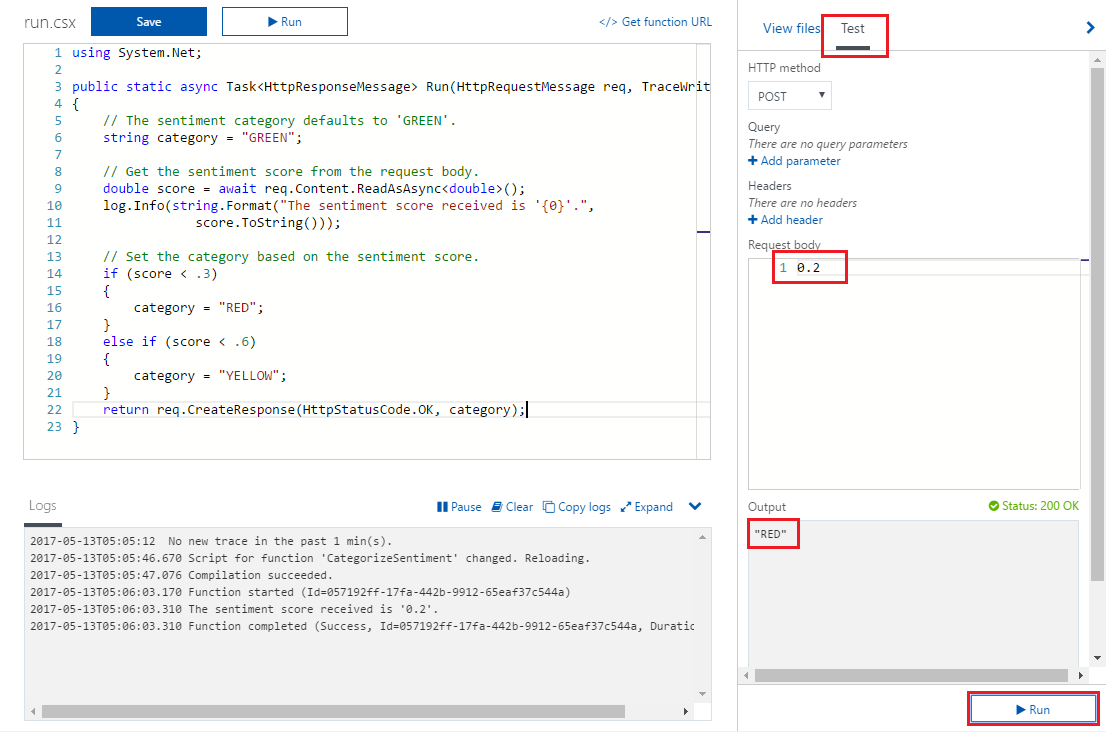 run.csx
Save
Run
</> Get function URL
1 using System.Net;
2
3 public static async Task<HttpResponseMessage> Run(HttpRequestMessage req, TraceWrit
4 {
5 // The sentiment category defaults to 'GREEN'.
6 string category = "GREEN";
7
8 // Get the sentiment score from the request body.
9 double score = await req.Content.ReadAsAsync<double>();
10 log.Info(string.Format("The sentiment score received is '{0}'.",
11 score.ToString()));
12
13 // Set the category based on the sentiment score.
14 if (score < .3)
15 {
16 category = "RED";
17 }
18 else if (score < .6)
19 {
20 category = "YELLOW";
21 }
22 return req.CreateResponse(HttpStatusCode.OK, category);
23 }
Logs
Pause Clear Copy logs Expand
2017-05-13T05:05:12 No new trace in the past 1 min(s).
2017-05-13T05:05:46.670 Script for function 'CategorizeSentiment' changed. Reloading.
2017-05-13T05:05:47.076 Compilation succeeded.
2017-05-13T05:06:03.170 Function started (Id=057192ff-17fa-442b-9912-65eaf37c544a)
2017-05-13T05:06:03.310 The sentiment score received is '0.2'.
2017-05-13T05:06:03.310 Function completed (Success, Id=057192ff-17fa-442b-9912-65eaf37c544a, Duratic
View files Test
HTTP method
POST
Query
There are no query parameters
Add parameter
Headers
There are no headers
Add header
Request body
1 0.2
Output
Status: 200 OK
"RED"
Run